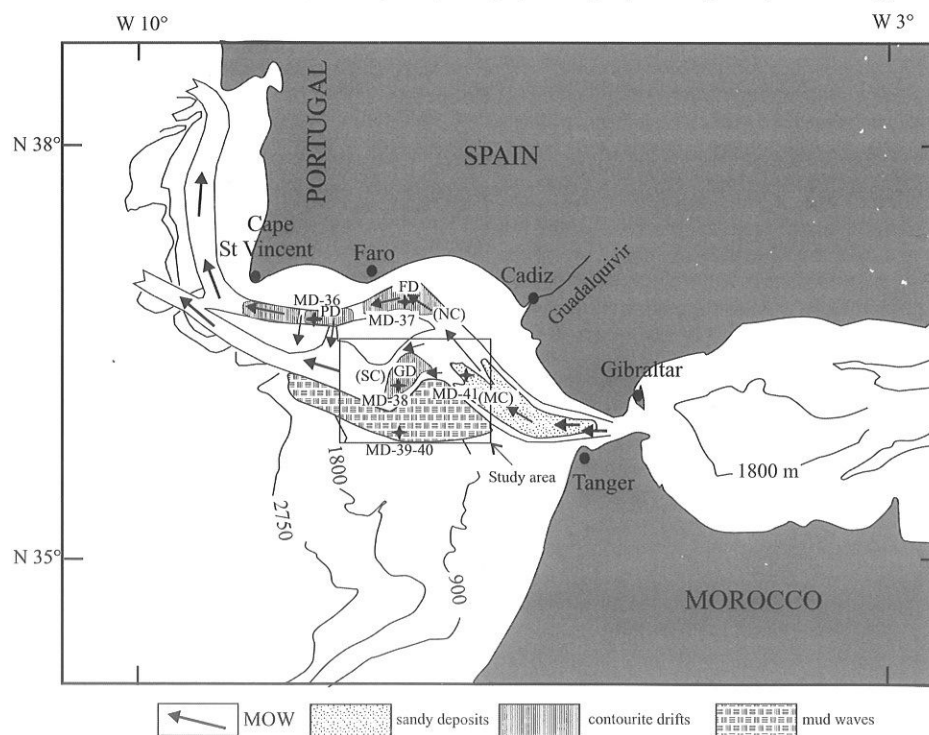 W 10°
W 3°
N 38°
PORTUGAL
SPAIN
Cape
St Vincent
Faro
Cadiz
Guadalquivir
FD
MD-36
PD
MD-37
(NC)
Gibraltar
(SC)
GD
MD-41
(MC)
MD-38
MD-39-40
Study area
Tanger
1800 m
1800
2750
900
N 35°
MOROCCO
MOW
sandy deposits
contourite drifts
mud waves